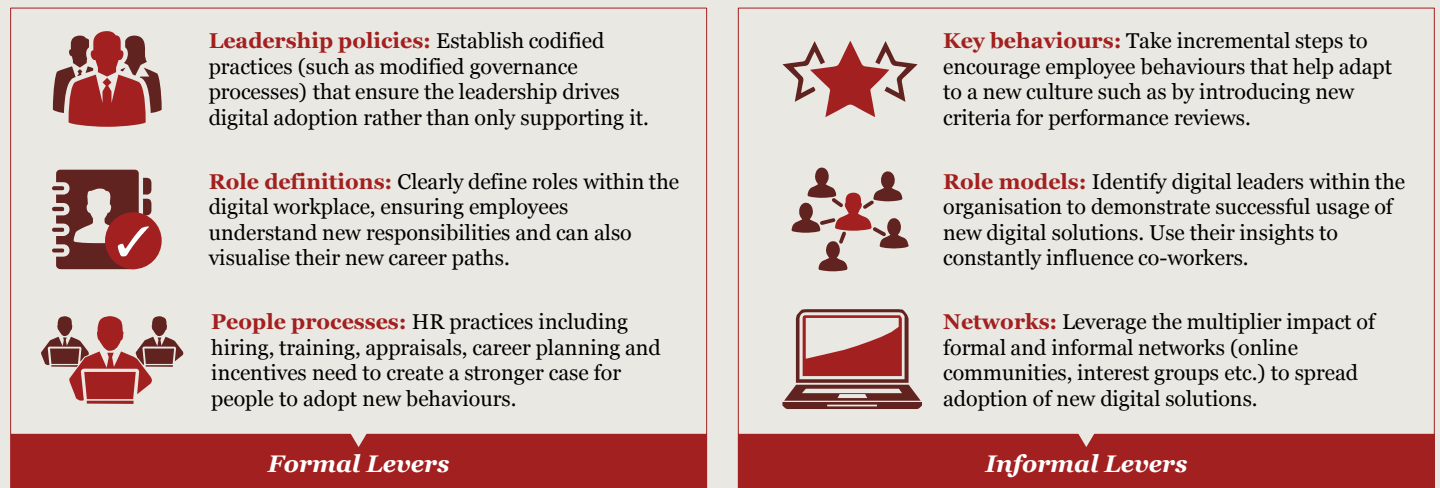 Leadership policies: Establish codified
practices (such as modified governance
processes) that ensure the leadership drives
digital adoption rather than only supporting it.
Role definitions: Clearly define roles within the
digital workplace, ensuring employees
understand new responsibilities and can also
visualise their new career paths.
People processes: HR practices including
hiring, training, appraisals, career planning and
incentives need to create a stronger case for
people to adopt new behaviours.
Formal Levers
Key behaviours: Take incremental steps to
encourage employee behaviours that help adapt
to a new culture such as by introducing new
criteria for performance reviews.
Role models: Identify digital leaders within the
organisation to demonstrate successful usage of
new digital solutions. Use their insights to
constantly influence co-workers.
Networks: Leverage the multiplier impact of
formal and informal networks (online
communities, interest groups etc.) to spread
adoption of new digital solutions.
Informal Levers